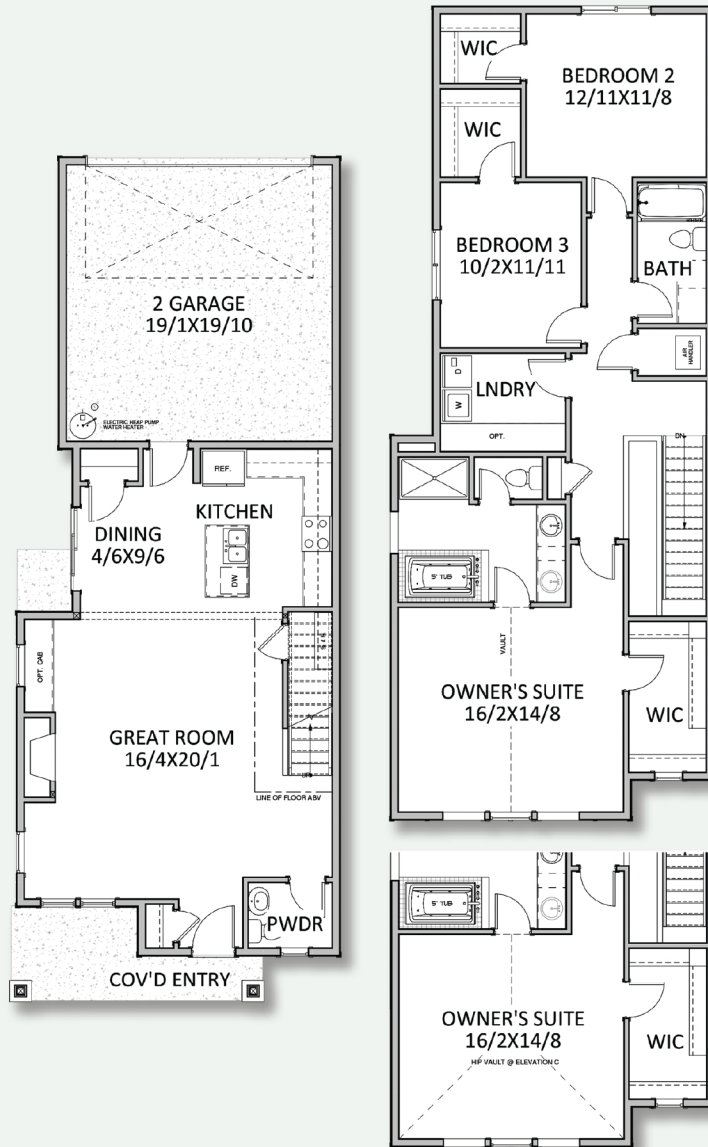 2 GARAGE
19/1X19/10
ELECTRIC HEAP PUMP
WATER HEATER
REF.
KITCHEN
DINING
4/6X9/6
DW
OPT. CAB
GREAT ROOM
16/4X20/1
LINE OF FLOOR ABV
UP
PWDR
COV'D ENTRY
WIC
BEDROOM 2
12/11X11/8
WIC
BEDROOM 3
10/2X11/11
BATH
AIR
HANDLER
D
W
LNDRY
OPT.
DN
5' TUB
VAULT
OWNER'S SUITE
16/2X14/8
WIC
5' TUB
OWNER'S SUITE
16/2X14/8
HIP VAULT @ ELEVATION C
WIC